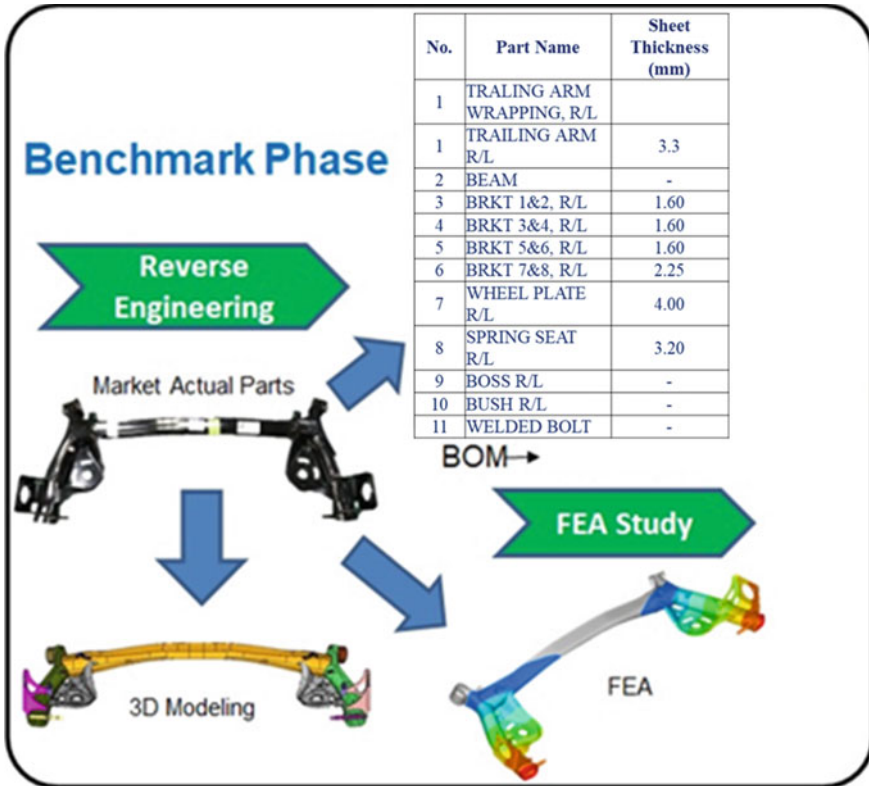 Benchmark Phase
No. Part Name Sheet Thickness (mm)
1 TRALING ARM WRAPPING, R/L
1 TRAILING ARM R/L 3.3
2 BEAM -
3 BRKT 1&2, R/L 1.60
4 BRKT 3&4, R/L 1.60
5 BRKT 5&6, R/L 1.60
6 BRKT 7&8, R/L 2.25
7 WHEEL PLATE R/L 4.00
8 SPRING SEAT R/L 3.20
9 BOSS R/L -
10 BUSH R/L -
11 WELDED BOLT -
Reverse
Engineering
Market Actual Parts
BOM
FEA Study
3D Modeling
FEA